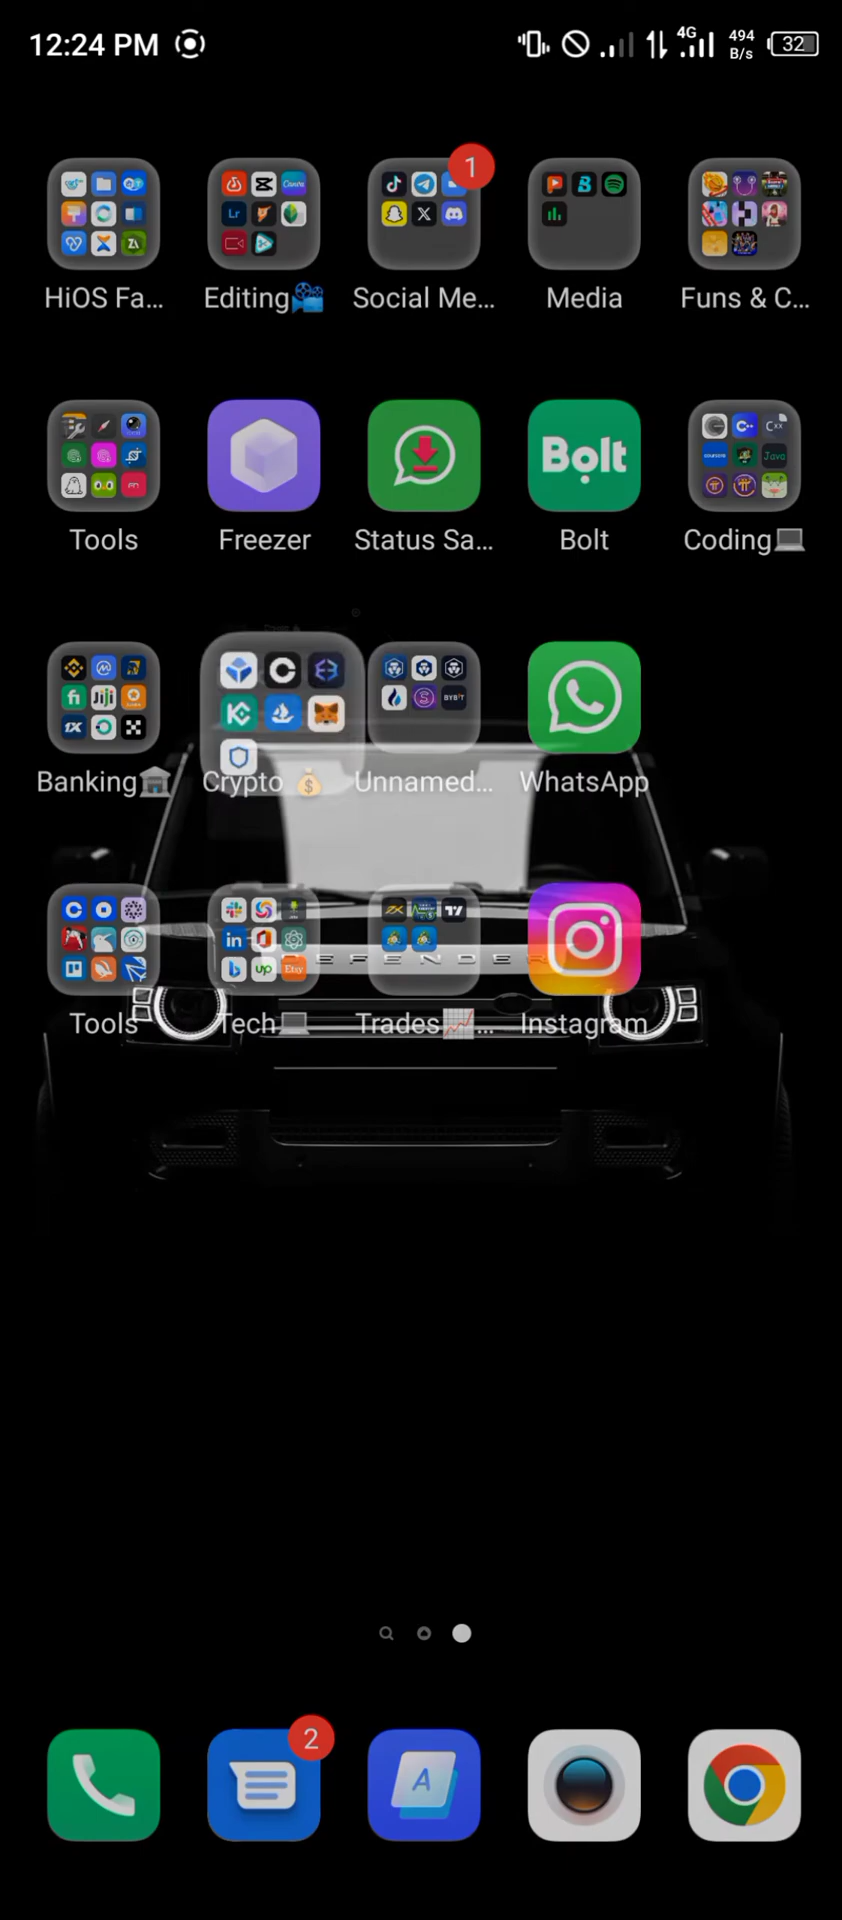 12:24 PM
4G
494
B/s
32
1
HiOS Fa...
Editing🎥
Social Me...
Media
Funs & C...
Bolt
Tools
Freezer
Status Sa...
Bolt
Coding💻
Banking🏦
Crypto 💰
Unnamed...
WhatsApp
DEFENDER
Tools
Tech💻
Trades📈...
Instagram
2
A